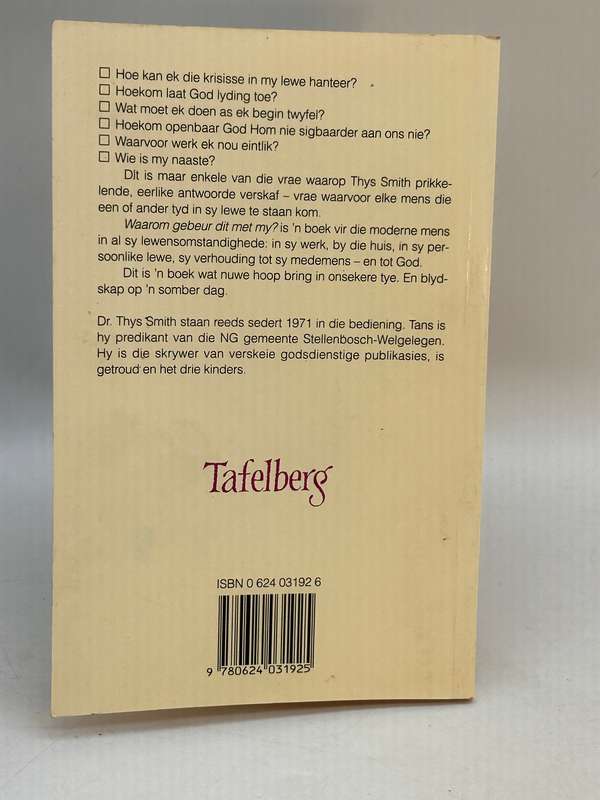 ☐ Hoe kan ek die krisisse in my lewe hanteer?
☐ Hoekom laat God lyding toe?
☐ Wat moet ek doen as ek begin twyfel?
☐ Hoekom openbaar God Hom nie sigbaarder aan ons nie?
☐ Waarvoor werk ek nou eintlik?
☐ Wie is my naaste?
Dít is maar enkele van die vrae waarop Thys Smith prikke-
lende, eerlike antwoorde verskaf – vrae waarvoor elke mens die
een of ander tyd in sy lewe te staan kom.
Waarom gebeur dit met my? is 'n boek vir die moderne mens
in al sy lewensomstandighede: in sy werk, by die huis, in sy per-
soonlike lewe, sy verhouding tot sy medemens – en tot God.
Dit is 'n boek wat nuwe hoop bring in onsekere tye. En blyd-
skap op 'n somber dag.
Dr. Thys Smith staan reeds sedert 1971 in die bediening. Tans is
hy predikant van die NG gemeente Stellenbosch-Welgelegen.
Hy is die skrywer van verskeie godsdienstige publikasies, is
getroud en het drie kinders.
Tafelberg
ISBN 0 624 03192 6
9 780624 031925